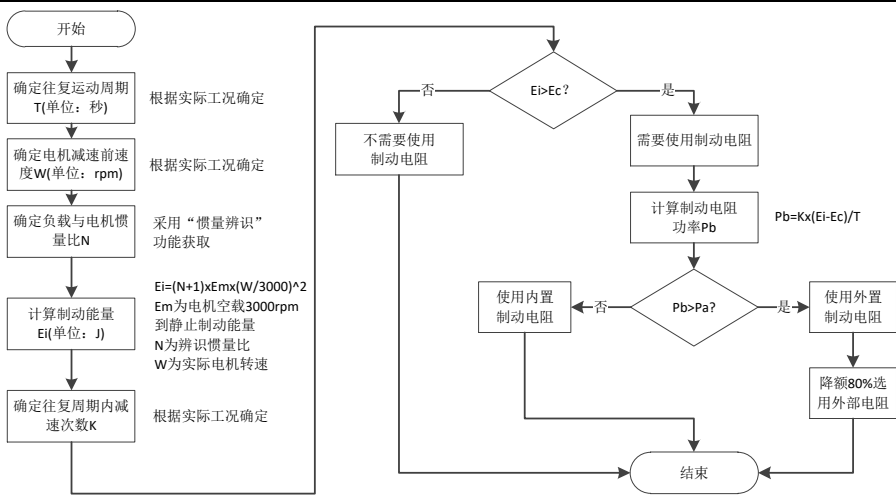 开始
确定往复运动周期
T(单位：秒)
根据实际工况确定
确定电机减速前速
度W(单位：rpm)
根据实际工况确定
确定负载与电机惯
量比N
采用“惯量辨识”
功能获取
计算制动能量
Ei(单位：J)
Ei=(N+1)xEmx(W/3000)^2
Em为电机空载3000rpm
到静止制动能量
N为辨识惯量比
W为实际电机转速
确定往复周期内减
速次数K
根据实际工况确定
Ei>Ec?
否
是
不需要使用
制动电阻
需要使用制动电阻
计算制动电阻
功率Pb
Pb=Kx(Ei-Ec)/T
Pb>Pa?
否
是
使用内置
制动电阻
使用外置
制动电阻
降额80%选
用外部电阻
结束